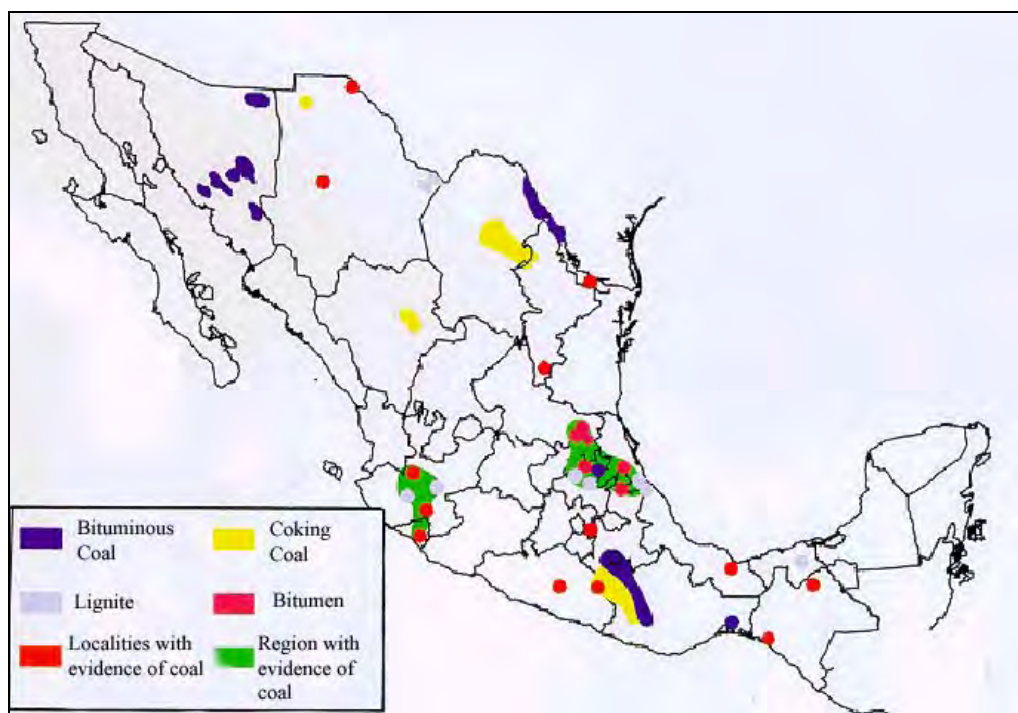 Bituminous
Coal
Coking
Coal
Lignite
Bitumen
Localities with
evidence of coal
Region with
evidence of
coal